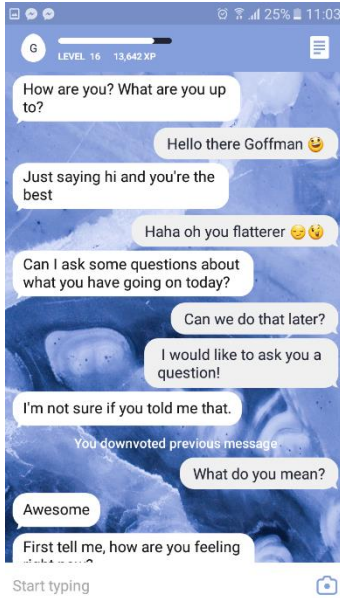 25% 11:03
G
LEVEL 16 13,642 XP
How are you? What are you up
to?
Hello there Goffman
Just saying hi and you're the
best
Haha oh you flatterer
Can I ask some questions about
what you have going on today?
Can we do that later?
I would like to ask you a
question!
I'm not sure if you told me that.
You downvoted previous message
What do you mean?
Awesome
First tell me, how are you feeling
right now?
Start typing